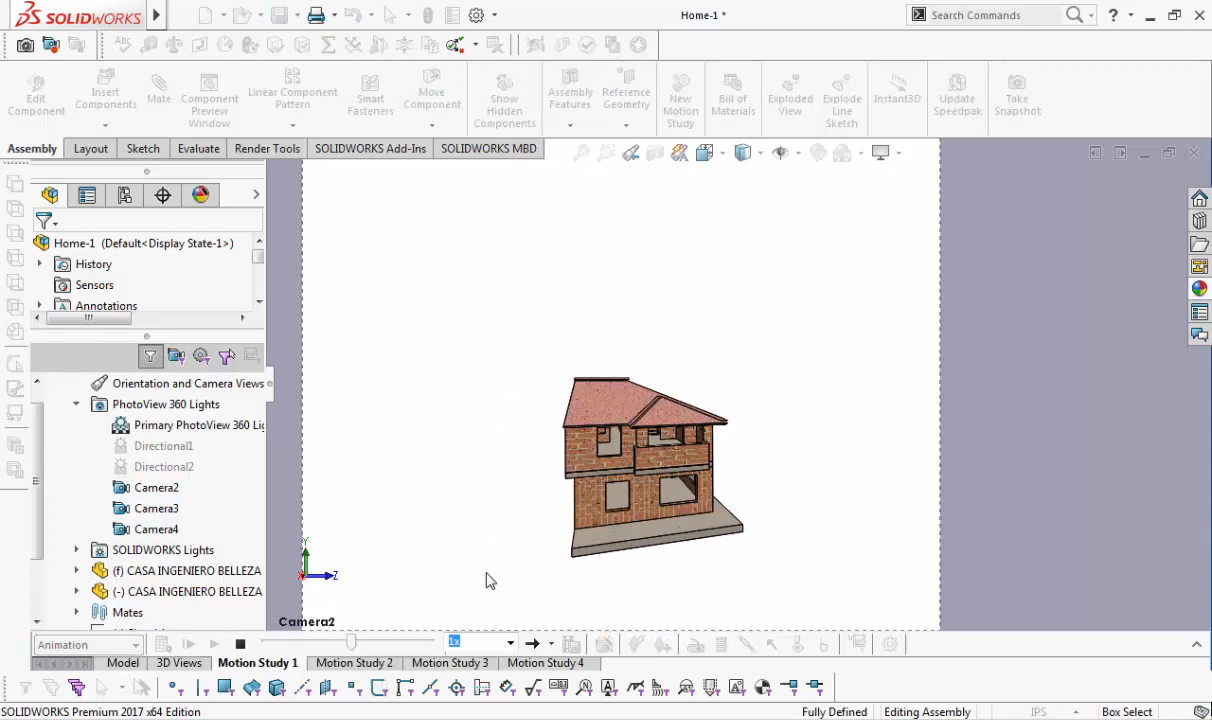 SOLIDWORKS
Home-1 *
Search Commands
Edit Component
Insert Components
Mate
Component Preview Window
Linear Component Pattern
Smart Fasteners
Move Component
Show Hidden Components
Assembly Features
Reference Geometry
New Motion Study
Bill of Materials
Exploded View
Explode Line Sketch
Instant3D
Update Speedpak
Take Snapshot
Assembly
Layout
Sketch
Evaluate
Render Tools
SOLIDWORKS Add-Ins
SOLIDWORKS MBD
Home-1 (Default<Display State-1>)
History
Sensors
Annotations
Orientation and Camera Views
PhotoView 360 Lights
Primary PhotoView 360 Lig
Directional1
Directional2
Camera2
Camera3
Camera4
SOLIDWORKS Lights
(f) CASA INGENIERO BELLEZA
(-) CASA INGENIERO BELLEZA
Mates
Y
X
Z
Camera2
Animation
1x
Model
3D Views
Motion Study 1
Motion Study 2
Motion Study 3
Motion Study 4
SOLIDWORKS Premium 2017 x64 Edition
Fully Defined
Editing Assembly
IPS
Box Select